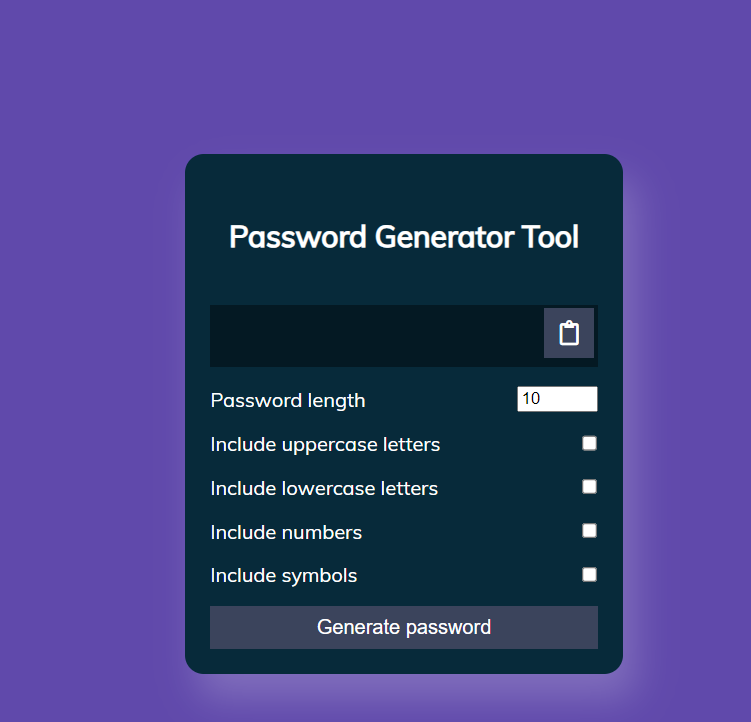 Password Generator Tool
Password length 10
Include uppercase letters
Include lowercase letters
Include numbers
Include symbols
Generate password